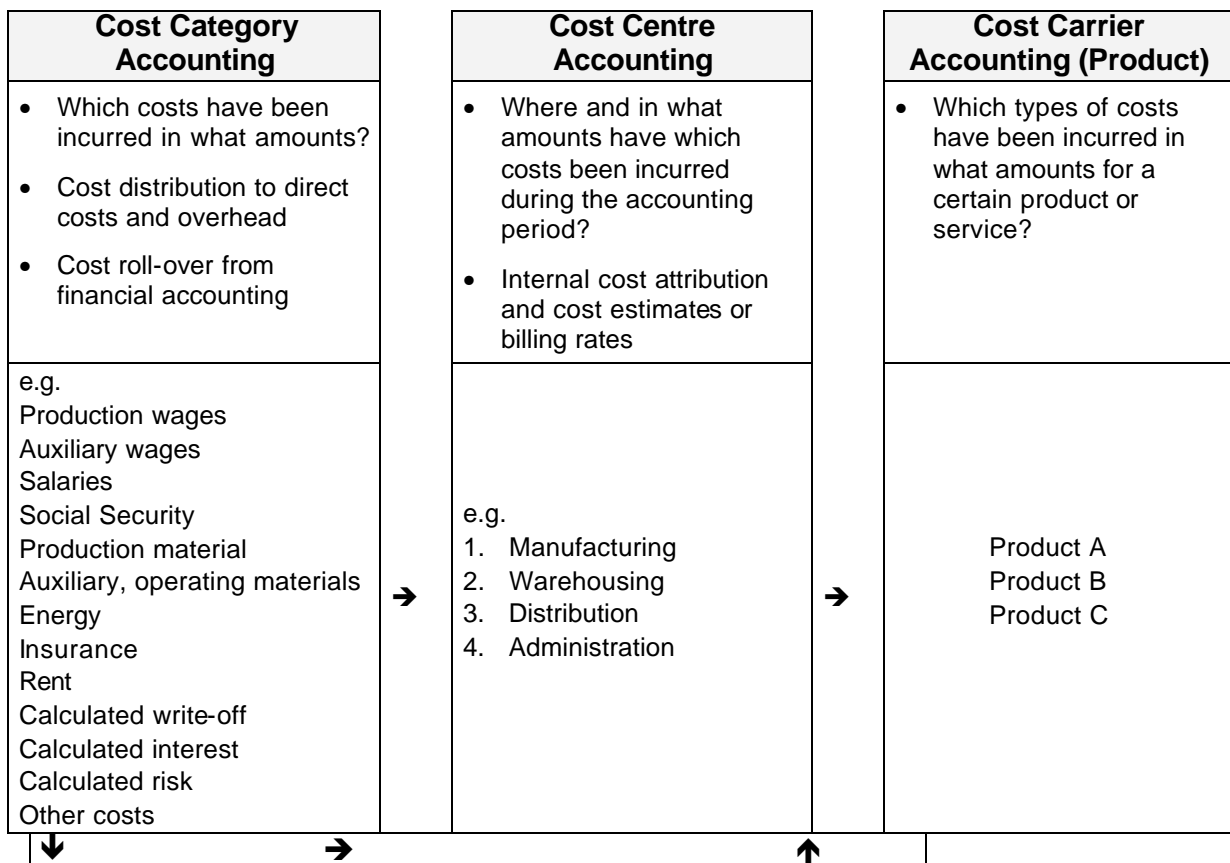 Cost Category
Accounting
• Which costs have been
incurred in what amounts?
• Cost distribution to direct
costs and overhead
• Cost roll-over from
financial accounting
e.g.
Production wages
Auxiliary wages
Salaries
Social Security
Production material
Auxiliary, operating materials
Energy
Insurance
Rent
Calculated write-off
Calculated interest
Calculated risk
Other costs
Cost Centre
Accounting
• Where and in what
amounts have which
costs been incurred
during the accounting
period?
• Internal cost attribution
and cost estimates or
billing rates
e.g.
1. Manufacturing
2. Warehousing
3. Distribution
4. Administration
Cost Carrier
Accounting (Product)
• Which types of costs
have been incurred in
what amounts for a
certain product or
service?
Product A
Product B
Product C